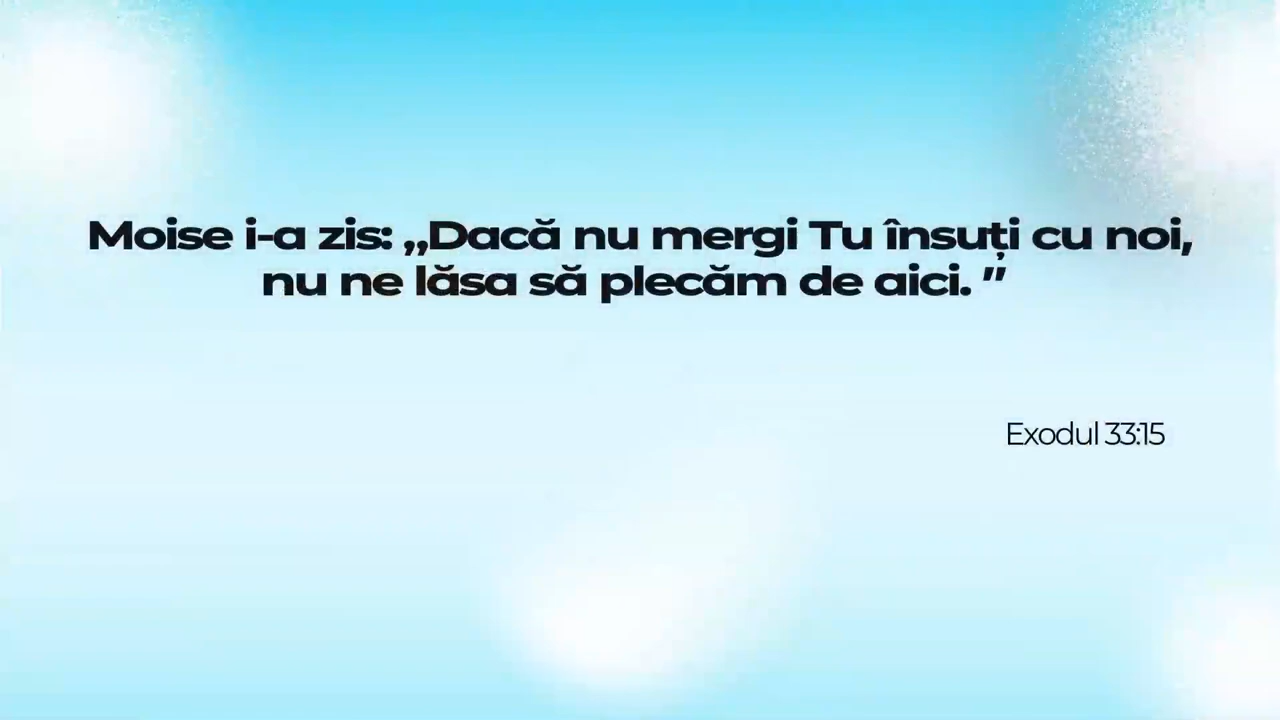 Moise i-a zis: „Dacă nu mergi Tu însuți cu noi,
nu ne lăsa să plecăm de aici. "
Exodul 33:15